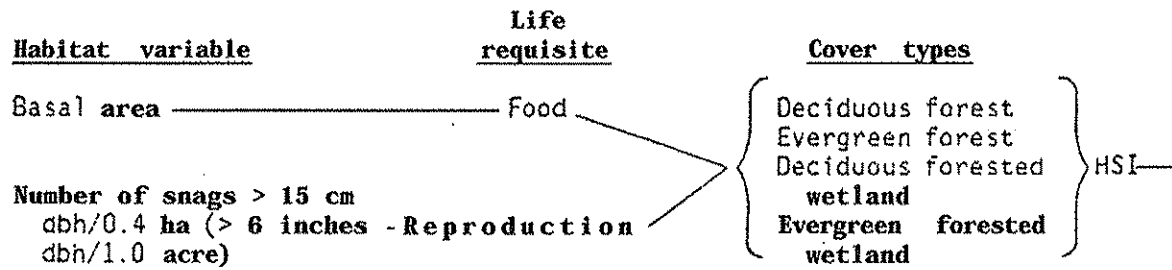 Life
Habitat variable requisite Cover types
Basal area Food Deciduous forest
Evergreen forest
Deciduous forested HSI
Number of snags > 15 cm wetland
dbh/0.4 ha (> 6 inches - Reproduction Evergreen forested
dbh/1.0 acre) wetland